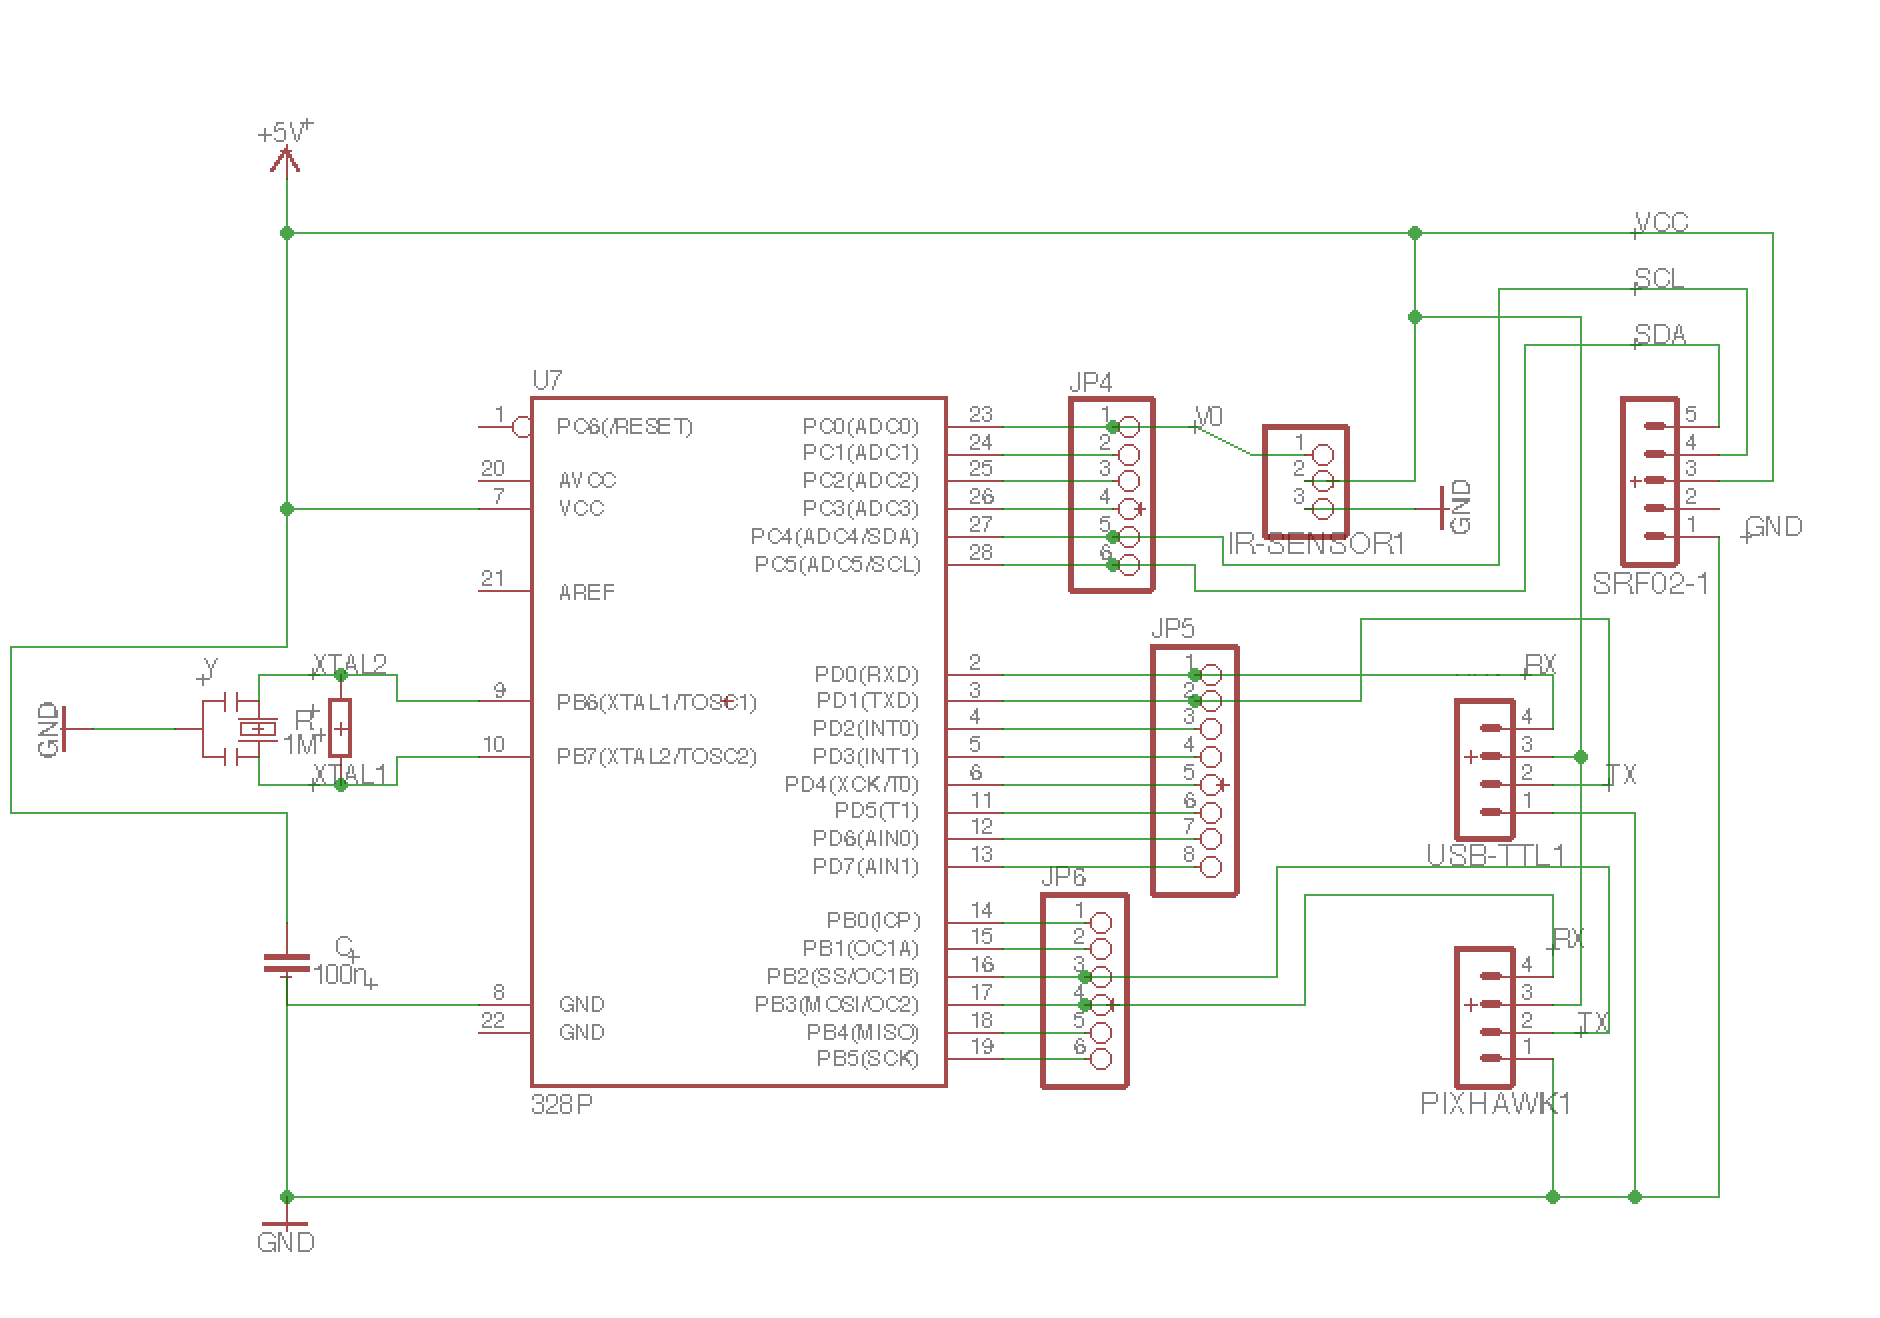 +5V
VCC
SCL
SDA
U7
1 PC6(/RESET)
20 AVCC
7 VCC
21 AREF
9 PB6(XTAL1/TOSC1)
10 PB7(XTAL2/TOSC2)
8 GND
22 GND
PC0(ADC0) 23
PC1(ADC1) 24
PC2(ADC2) 25
PC3(ADC3) 26
PC4(ADC4/SDA) 27
PC5(ADC5/SCL) 28
PD0(RXD) 2
PD1(TXD) 3
PD2(INT0) 4
PD3(INT1) 5
PD4(XCK/T0) 6
PD5(T1) 11
PD6(AIN0) 12
PD7(AIN1) 13
PB0(ICP) 14
PB1(OC1A) 15
PB2(SS/OC1B) 16
PB3(MOSI/OC2) 17
PB4(MISO) 18
PB5(SCK) 19
328P
JP4
1
2
3
4
5
6
V0
1
2
3
IR-SENSOR1
GND
5
4
3
2
1
GND
SRF02-1
JP5
1
2
3
4
5
6
7
8
RX
4
3
2
1
TX
USB-TTL1
JP6
1
2
3
4
5
6
RX
4
3
2
1
TX
PIXHAWK1
GND
Y
XTAL2
R
1M
XTAL1
C
100n
GND